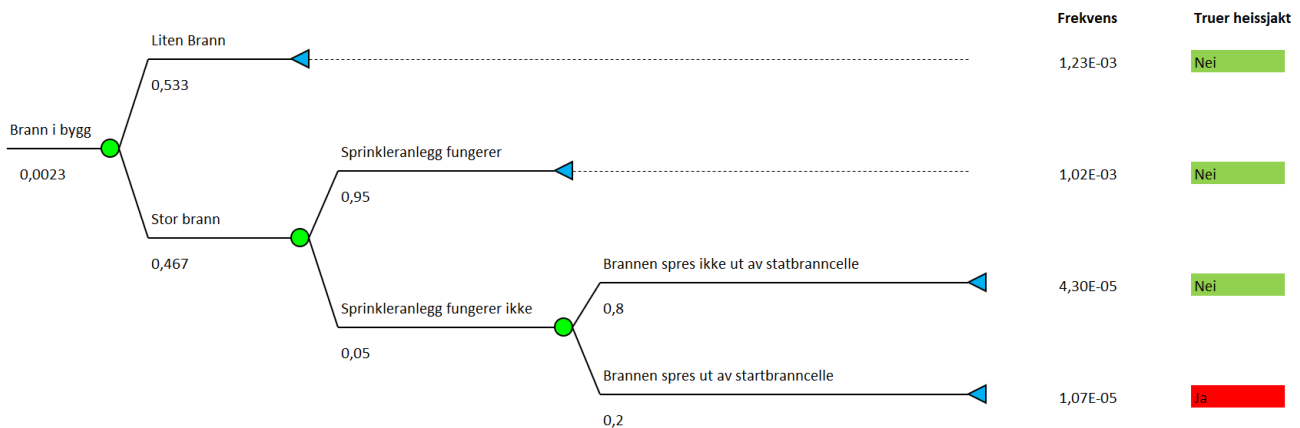 Frekvens Truer heissjakt
Liten Brann
0,533
1,23E-03 Nei
Brann i bygg
0,0023
Sprinkleranlegg fungerer
0,95
1,02E-03 Nei
Stor brann
0,467
Brannen spres ikke ut av statbranncelle
0,8
4,30E-05 Nei
Sprinkleranlegg fungerer ikke
0,05
Brannen spres ut av startbranncelle
0,2
1,07E-05 Ja